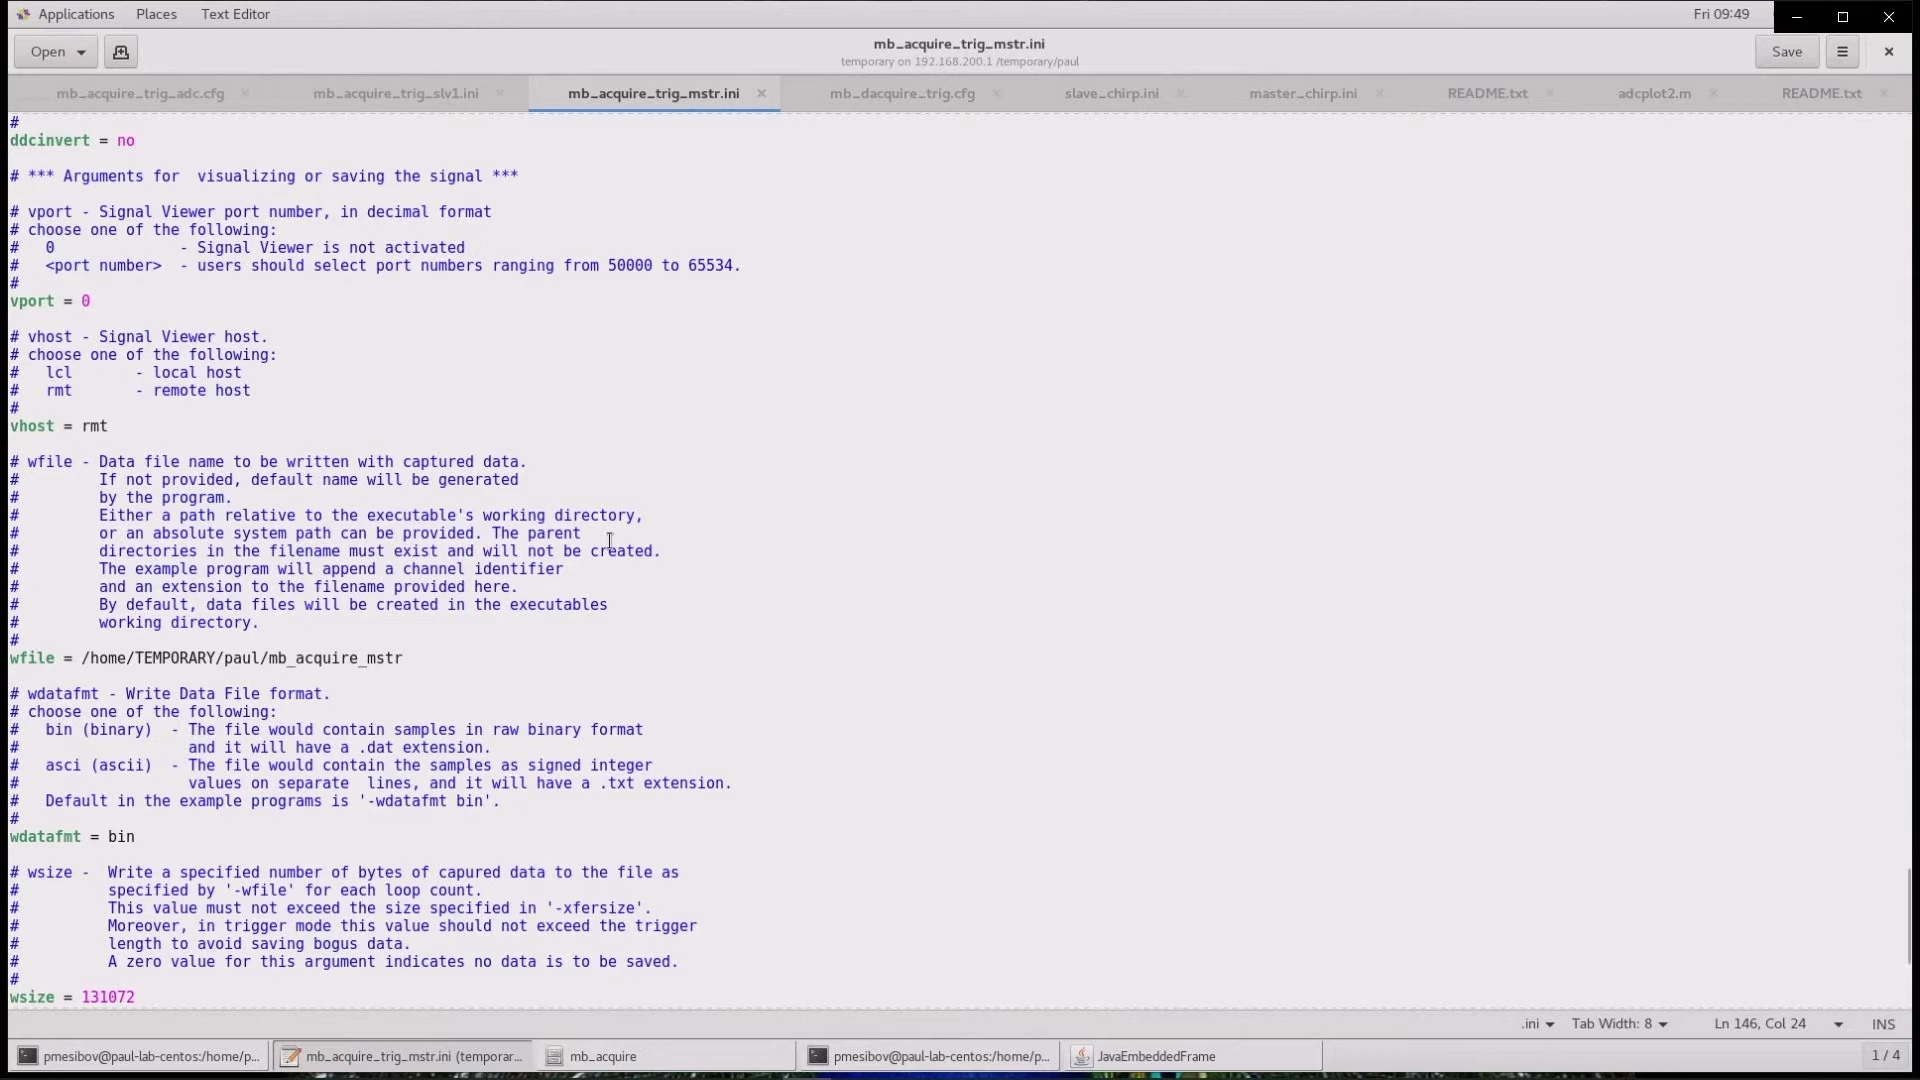 Applications Places Text Editor Fri 09:49
Open mb_acquire_trig_mstr.ini Save
temporary on 192.168.200.1 /temporary/paul
mb_acquire_trig_adc.cfg mb_acquire_trig_slv1.ini mb_acquire_trig_mstr.ini mb_dacquire_trig.cfg slave_chirp.ini master_chirp.ini README.txt adcplot2.m README.txt
#
ddcinvert = no
# *** Arguments for  visualizing or saving the signal ***
# vport - Signal Viewer port number, in decimal format
# choose one of the following:
#   0              - Signal Viewer is not activated
#   <port number>  - users should select port numbers ranging from 50000 to 65534.
#
vport = 0
# vhost - Signal Viewer host.
# choose one of the following:
#   lcl       - local host
#   rmt       - remote host
#
vhost = rmt
# wfile - Data file name to be written with captured data.
#         If not provided, default name will be generated
#         by the program.
#         Either a path relative to the executable's working directory,
#         or an absolute system path can be provided. The parent
#         directories in the filename must exist and will not be created.
#         The example program will append a channel identifier
#         and an extension to the filename provided here.
#         By default, data files will be created in the executables
#         working directory.
#
wfile = /home/TEMPORARY/paul/mb_acquire_mstr
# wdatafmt - Write Data File format.
# choose one of the following:
#   bin (binary)  - The file would contain samples in raw binary format
#                   and it will have a .dat extension.
#   asci (ascii)  - The file would contain the samples as signed integer
#                   values on separate  lines, and it will have a .txt extension.
#   Default in the example programs is '-wdatafmt bin'.
#
wdatafmt = bin
# wsize -  Write a specified number of bytes of capured data to the file as
#          specified by '-wfile' for each loop count.
#          This value must not exceed the size specified in '-xfersize'.
#          Moreover, in trigger mode this value should not exceed the trigger
#          length to avoid saving bogus data.
#          A zero value for this argument indicates no data is to be saved.
#
wsize = 131072
.ini Tab Width: 8 Ln 146, Col 24 INS
pmesibov@paul-lab-centos:/home/p... mb_acquire_trig_mstr.ini (temporar... mb_acquire pmesibov@paul-lab-centos:/home/p... JavaEmbeddedFrame 1 / 4